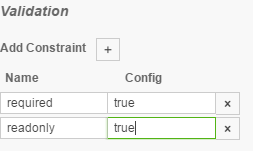 Validation
Add Constraint +
Name Config
required true ×
readonly true ×